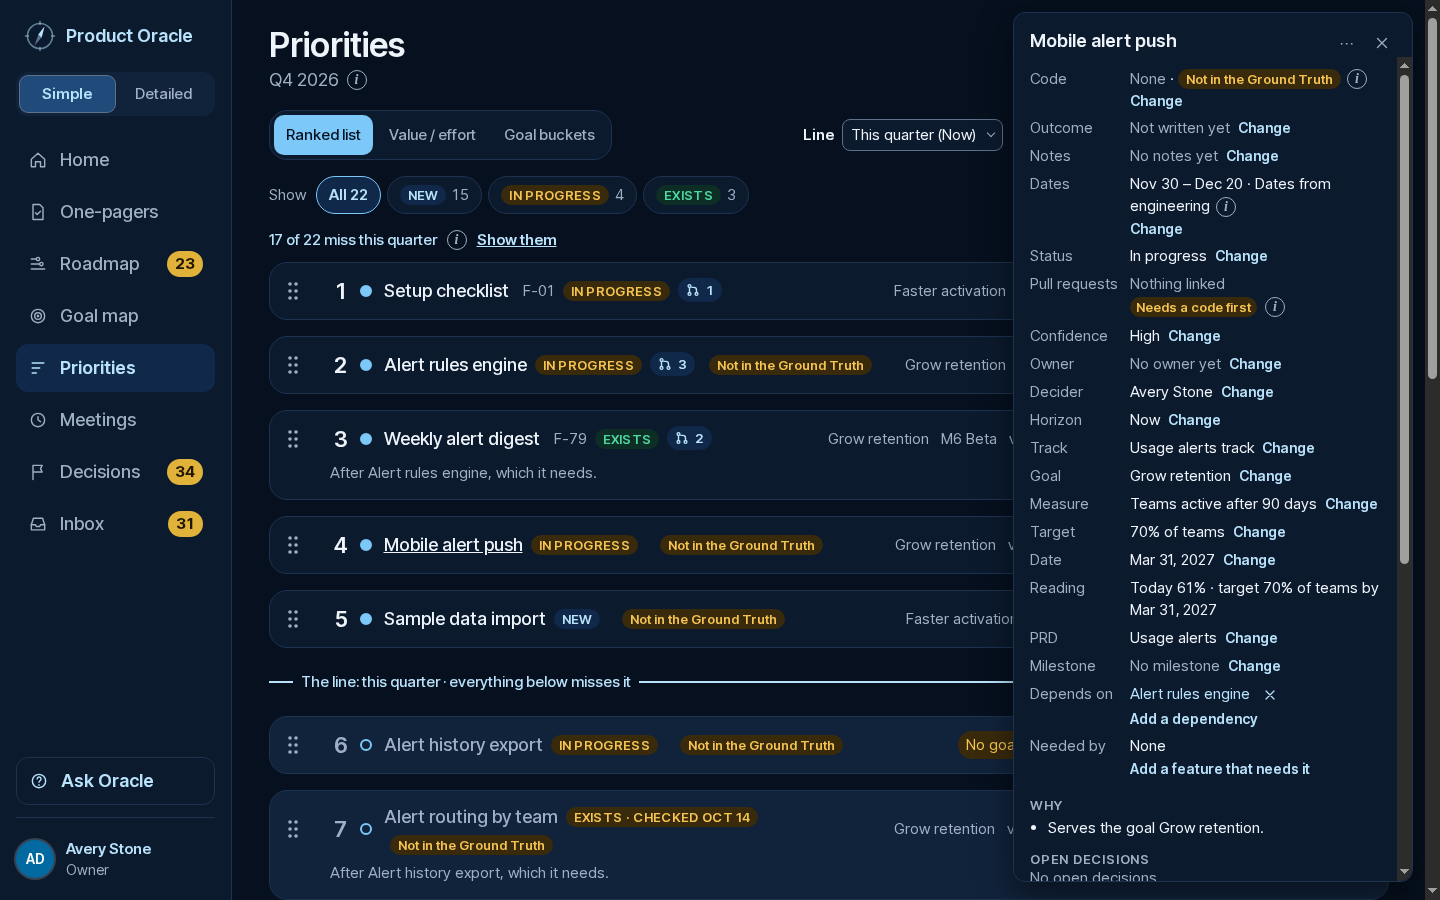 Product Oracle
Simple
Detailed
Home
One-pagers
Roadmap 23
Goal map
Priorities
Meetings
Decisions 34
Inbox 31
Ask Oracle
AD
Avery Stone
Owner
Priorities
Q4 2026 i
Ranked list
Value / effort
Goal buckets
Line This quarter (Now)
Show All 22 NEW 15 IN PROGRESS 4 EXISTS 3
17 of 22 miss this quarter i Show them
1 Setup checklist F-01 IN PROGRESS 1 Faster activation
2 Alert rules engine IN PROGRESS 3 Not in the Ground Truth Grow retention
3 Weekly alert digest F-79 EXISTS 2 Grow retention M6 Beta
After Alert rules engine, which it needs.
4 Mobile alert push IN PROGRESS Not in the Ground Truth Grow retention
5 Sample data import NEW Not in the Ground Truth Faster activation
The line: this quarter · everything below misses it
6 Alert history export IN PROGRESS Not in the Ground Truth No goa
7 Alert routing by team EXISTS · CHECKED OCT 14
Not in the Ground Truth Grow retention
After Alert history export, which it needs.
Mobile alert push ...
Code None · Not in the Ground Truth i
Change
Outcome Not written yet Change
Notes No notes yet Change
Dates Nov 30 – Dec 20 · Dates from
engineering i
Change
Status In progress Change
Pull requests Nothing linked
Needs a code first i
Confidence High Change
Owner No owner yet Change
Decider Avery Stone Change
Horizon Now Change
Track Usage alerts track Change
Goal Grow retention Change
Measure Teams active after 90 days Change
Target 70% of teams Change
Date Mar 31, 2027 Change
Reading Today 61% · target 70% of teams by
Mar 31, 2027
PRD Usage alerts Change
Milestone No milestone Change
Depends on Alert rules engine
Add a dependency
Needed by None
Add a feature that needs it
WHY
• Serves the goal Grow retention.
OPEN DECISIONS
No open decisions